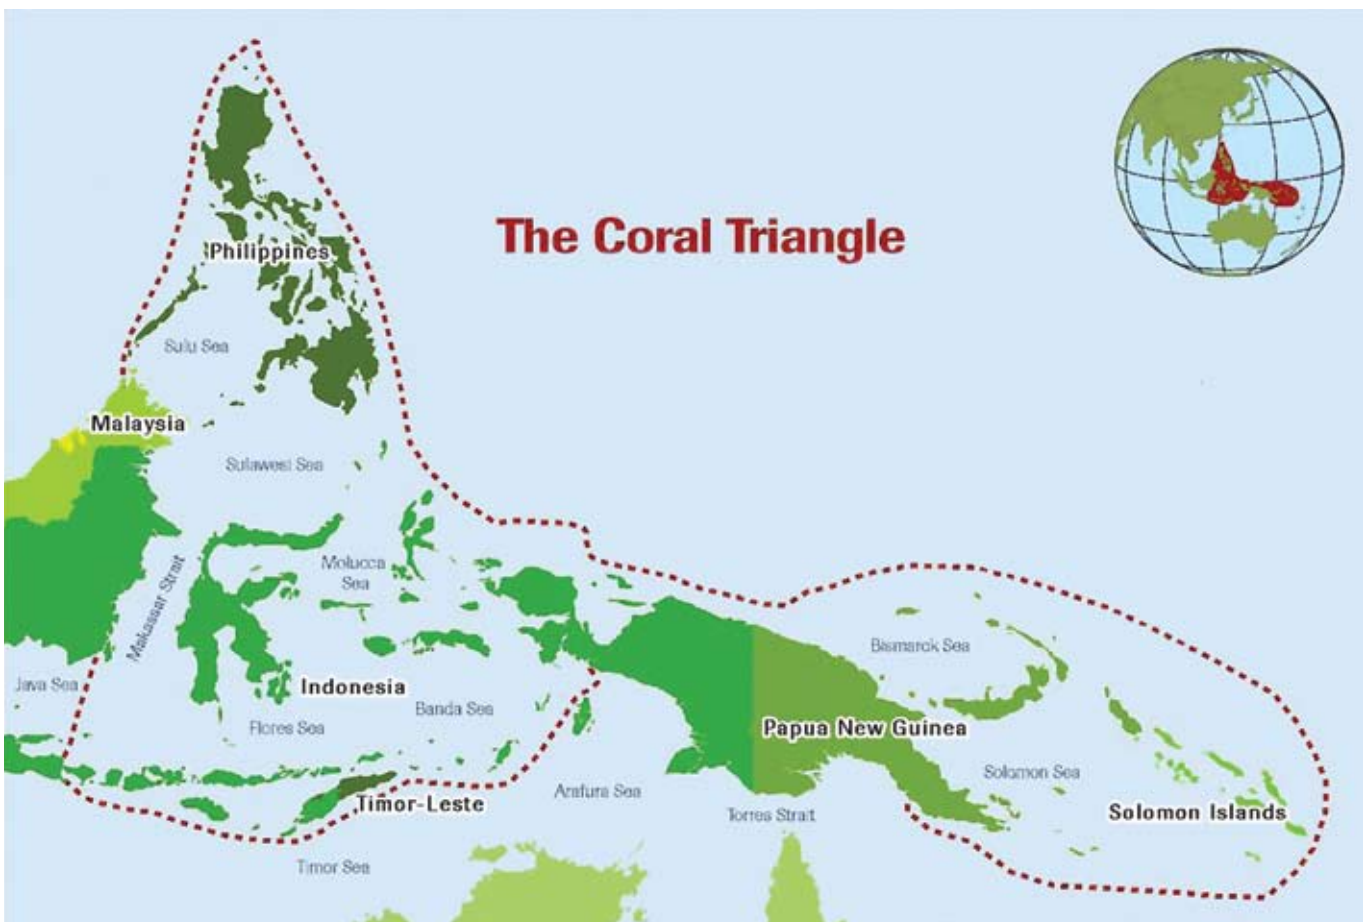 The Coral Triangle
Philippines
Sulu Sea
Malaysia
Sulawesi Sea
Molucca
Sea
Makassar Strait
Bismarck Sea
Java Sea
Indonesia
Banda Sea
Flores Sea
Papua New Guinea
Solomon Sea
Arafura Sea
Timor-Leste
Torres Strait
Solomon Islands
Timor Sea